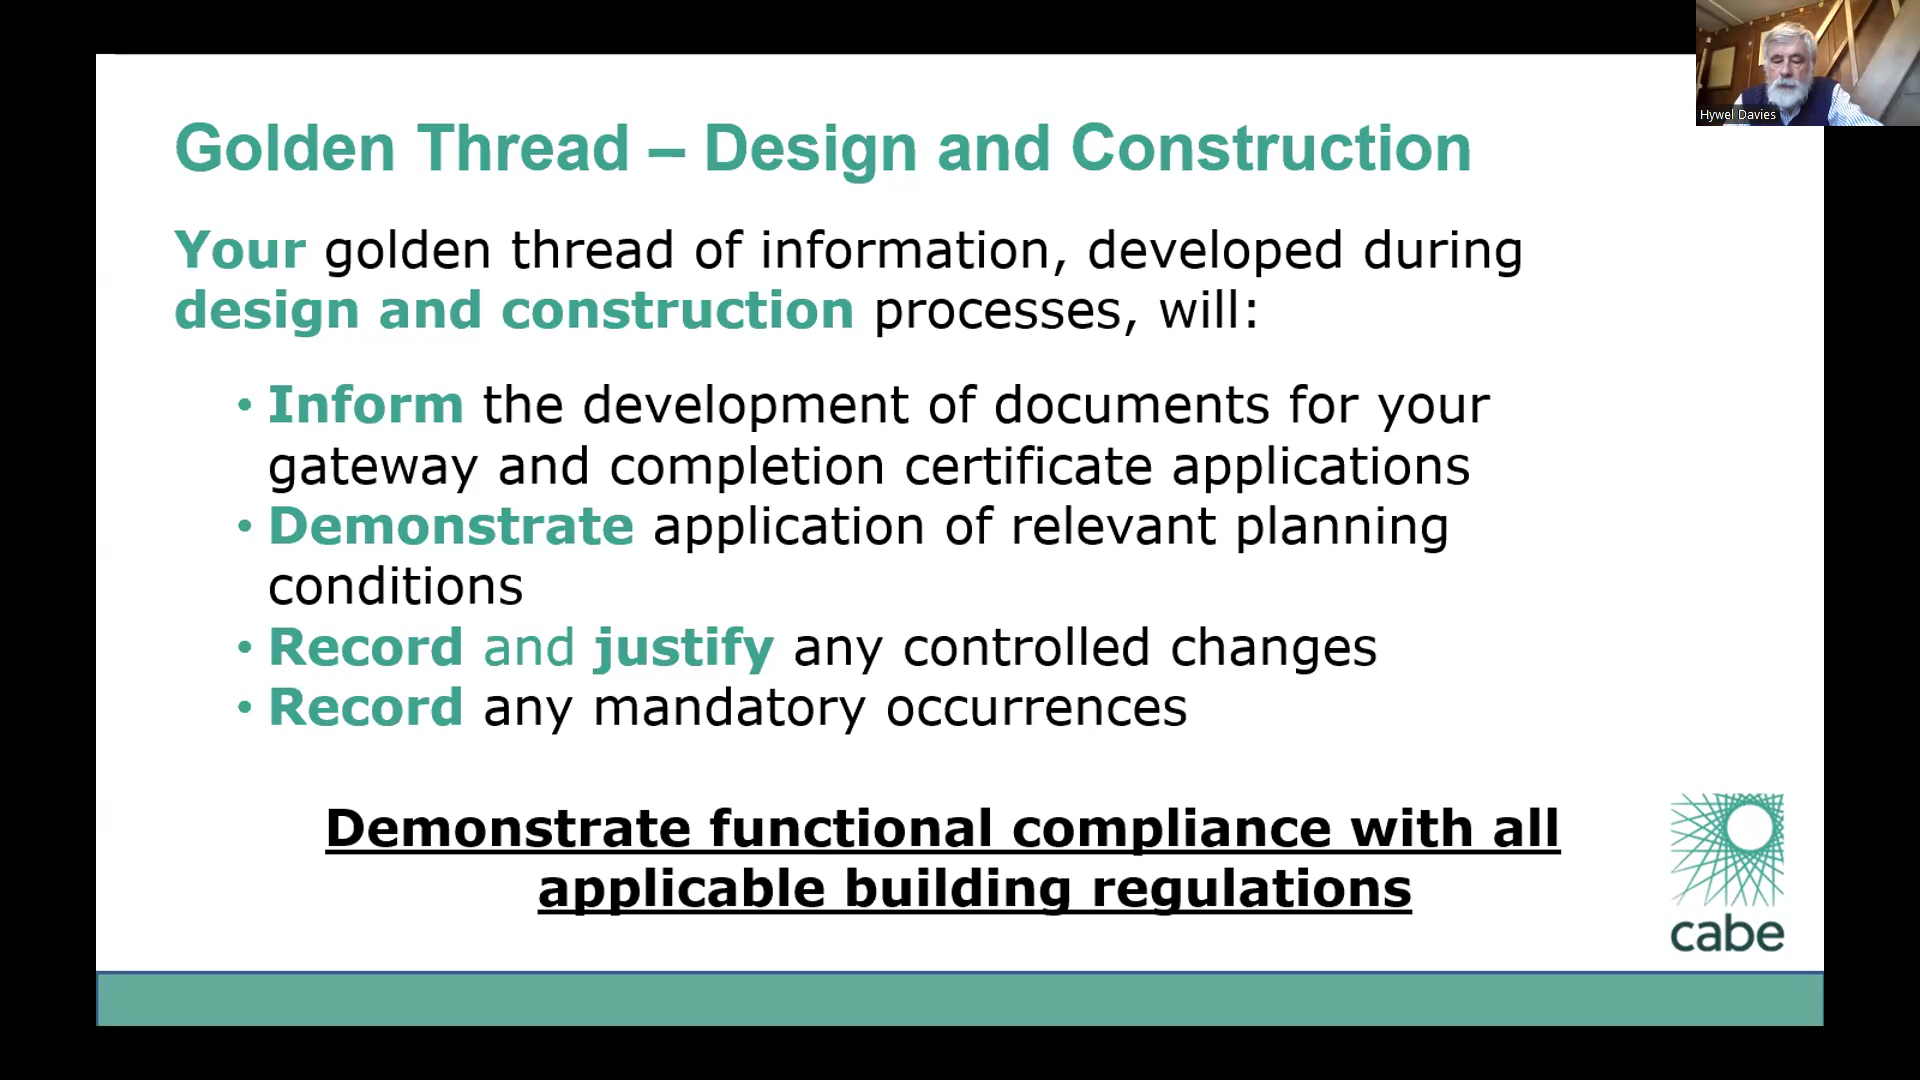 Hywel Davies
Golden Thread – Design and Construction
Your golden thread of information, developed during
design and construction processes, will:
• Inform the development of documents for your
gateway and completion certificate applications
• Demonstrate application of relevant planning
conditions
• Record and justify any controlled changes
• Record any mandatory occurrences
Demonstrate functional compliance with all
applicable building regulations
cabe